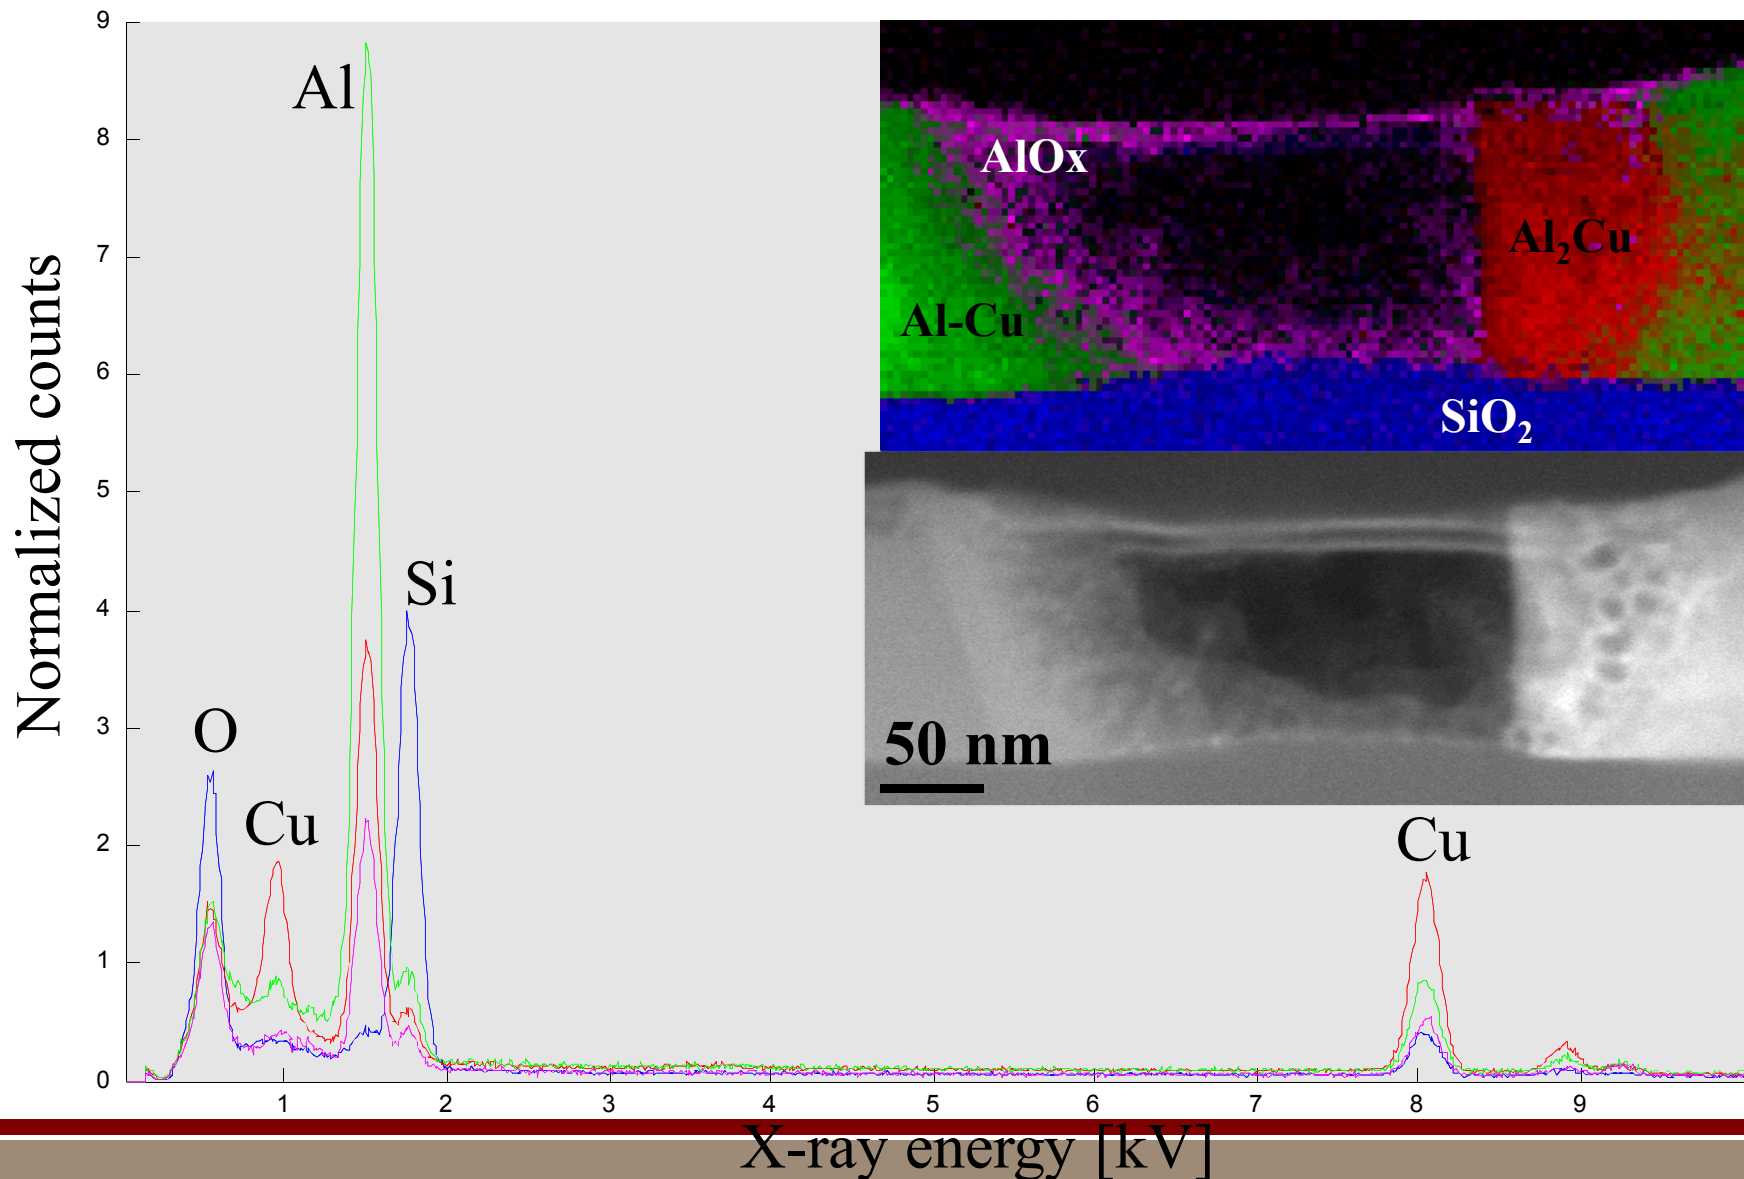 Normalized counts
9
8
7
6
5
4
3
2
1
0
Al
Si
O
Cu
Cu
AlOx
Al₂Cu
Al-Cu
SiO₂
50 nm
1 2 3 4 5 6 7 8 9
X-ray energy [kV]